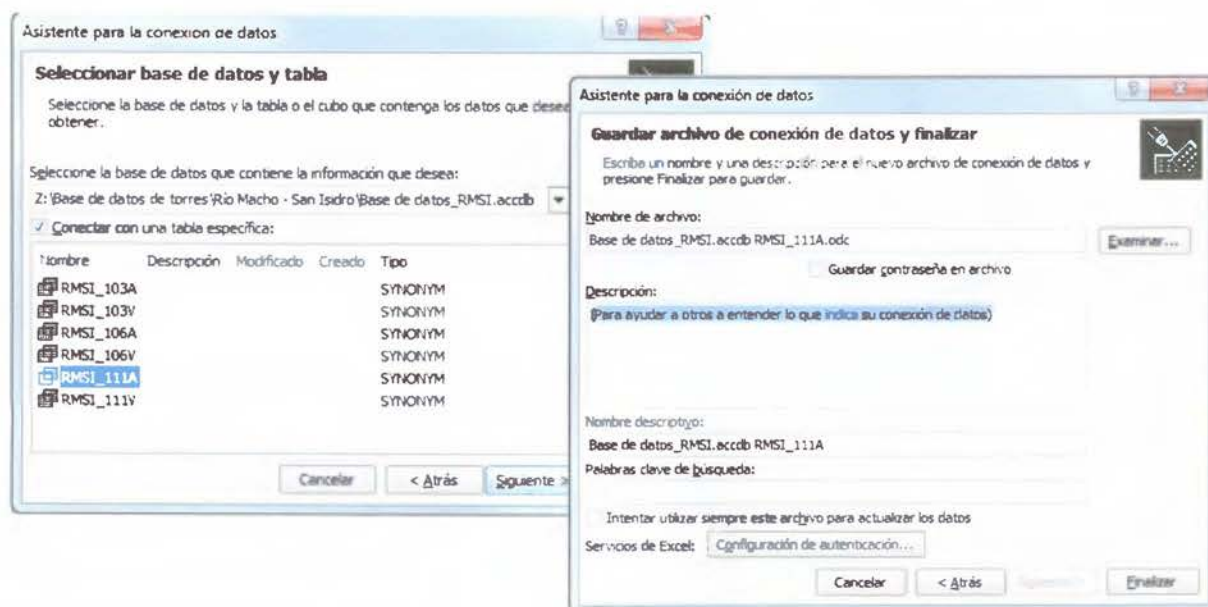 Asistente para la conexion de datos
Seleccionar base de datos y tabla
Seleccione la base de datos y la tabla o el cubo que contenga los datos que desee
obtener.
Seleccione la base de datos que contiene la información que desea:
Z:\Base de datos de torres\Rio Macho - San Isidro\Base de datos_RMSI.accdb
Conectar con una tabla específica:
Nombre Descripción Modificado Creado Tipo
RMSI_103A SYNONYM
RMSI_103V SYNONYM
RMSI_106A SYNONYM
RMSI_106V SYNONYM
RMSI_111A SYNONYM
RMSI_111V SYNONYM
Cancelar < Atrás Siguiente >
Asistente para la conexión de datos
Guardar archivo de conexión de datos y finalizar
Escriba un nombre y una descripción para el nuevo archivo de conexión de datos y
presione Finalizar para guardar.
Nombre de archivo:
Base de datos_RMSI.accdb RMSI_111A.odc Examinar...
Guardar contraseña en archivo
Descripción:
(Para ayudar a otros a entender lo que indica su conexión de datos)
Nombre descriptivo:
Base de datos_RMSI.accdb RMSI_111A
Palabras clave de búsqueda:
Intentar utilizar siempre este archivo para actualizar los datos
Servicios de Excel: Configuración de autenticación...
Cancelar < Atrás Finalizar